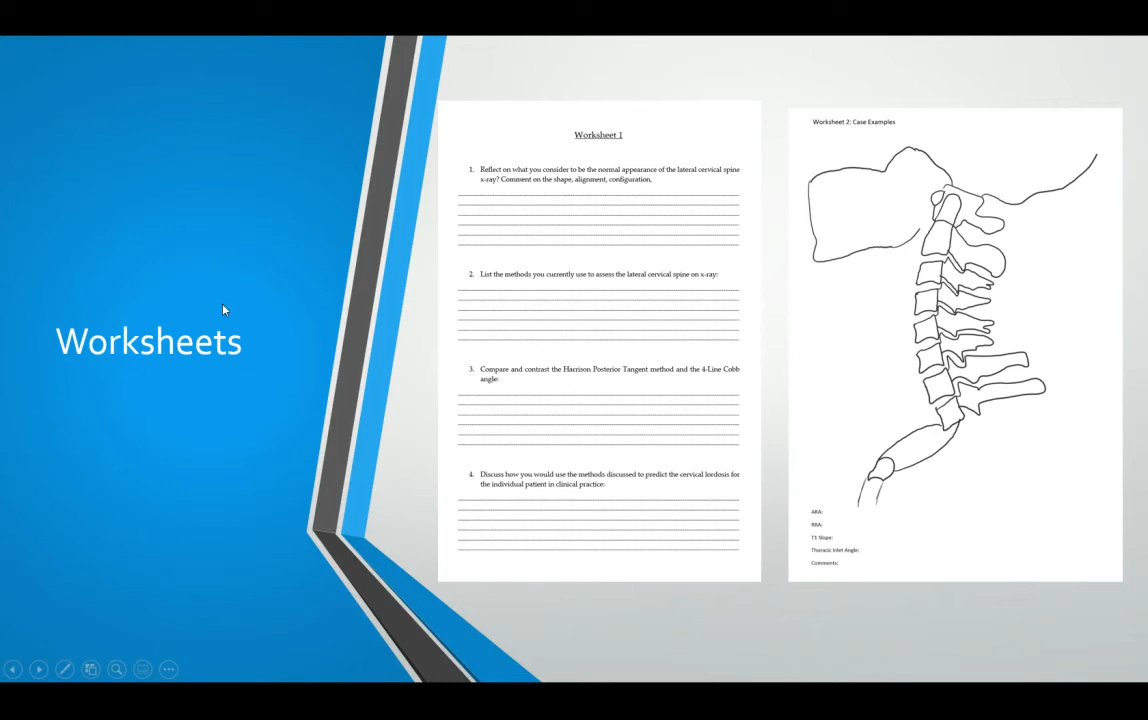 Worksheets
Worksheet 1
1. Reflect on what you consider to be the normal appearance of the lateral cervical spine
x-ray? Comment on the shape, alignment, configuration,
2. List the methods you currently use to assess the lateral cervical spine on x-ray:
3. Compare and contrast the Harrison Posterior Tangent method and the 4-Line Cobb
angle:
4. Discuss how you would use the methods discussed to predict the cervical lordosis for
the individual patient in clinical practice:
Worksheet 2: Case Examples
ARA:
RRA:
T1 Slope:
Thoracic Inlet Angle:
Comments: